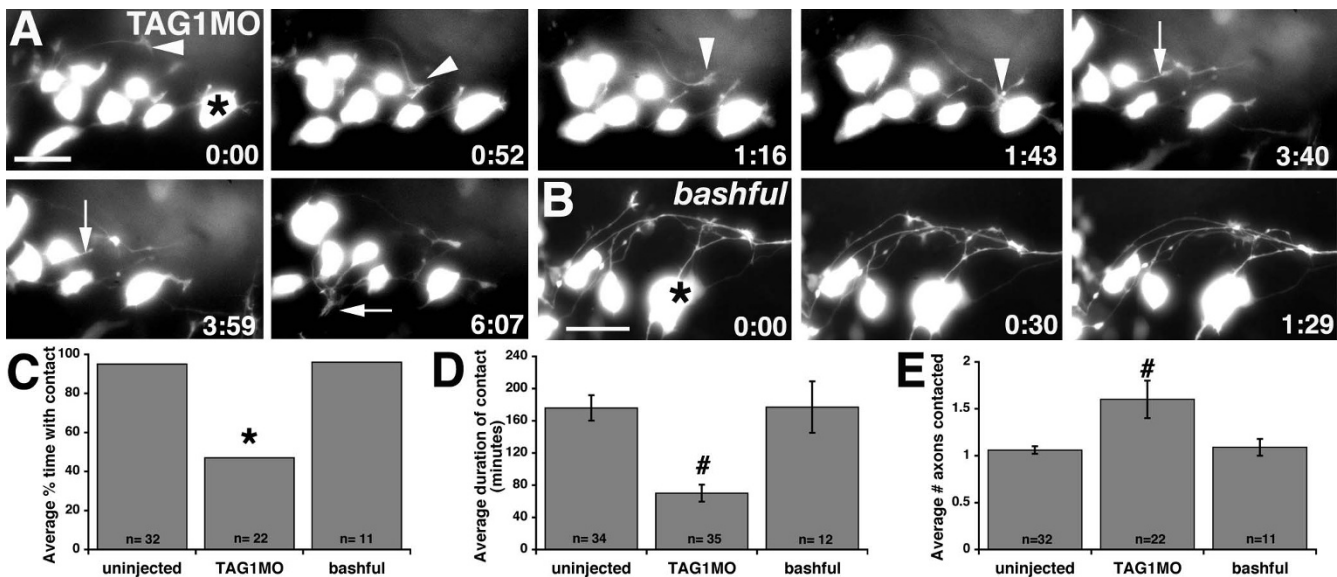 A TAG1MO
*
0:00
0:52
1:16
1:43
3:40
3:59
6:07
B bashful
*
0:00
0:30
1:29
C
Average % time with contact
100
80
60
40
20
0
*
n= 32
n= 22
n= 11
uninjected
TAG1MO
bashful
D
Average duration of contact
(minutes)
240
200
160
120
80
40
0
#
n= 34
n= 35
n= 12
uninjected
TAG1MO
bashful
E
Average # axons contacted
2
1.5
1
0.5
0
#
n=32
n=22
n=11
uninjected
TAG1MO
bashful